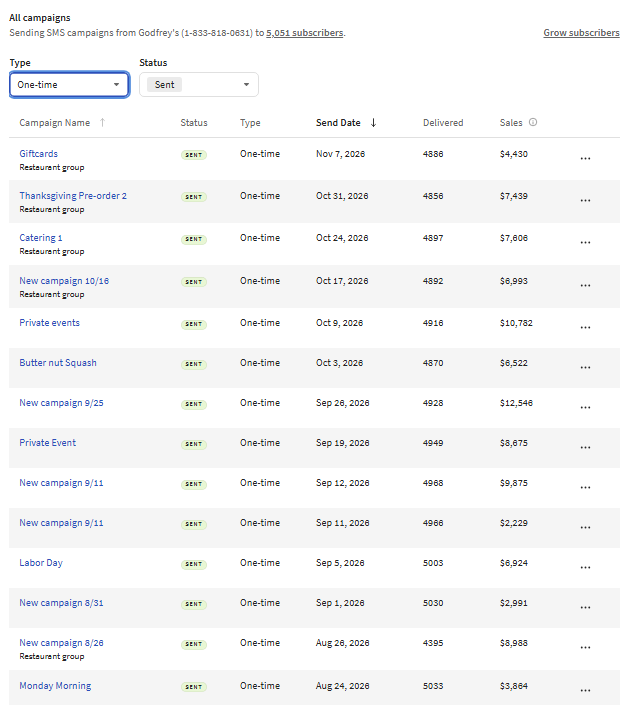 All campaigns
Sending SMS campaigns from Godfrey's (1-833-818-0631) to 5,051 subscribers. Grow subscribers
Type Status
One-time Sent
Campaign Name ↑ Status Type Send Date ↓ Delivered Sales
Giftcards SENT One-time Nov 7, 2026 4886 $4,430 ...
Restaurant group
Thanksgiving Pre-order 2 SENT One-time Oct 31, 2026 4856 $7,439 ...
Restaurant group
Catering 1 SENT One-time Oct 24, 2026 4897 $7,606 ...
Restaurant group
New campaign 10/16 SENT One-time Oct 17, 2026 4892 $6,993 ...
Restaurant group
Private events SENT One-time Oct 9, 2026 4916 $10,782 ...
Butter nut Squash SENT One-time Oct 3, 2026 4870 $6,522 ...
New campaign 9/25 SENT One-time Sep 26, 2026 4928 $12,546 ...
Private Event SENT One-time Sep 19, 2026 4949 $8,675 ...
New campaign 9/11 SENT One-time Sep 12, 2026 4968 $9,875 ...
New campaign 9/11 SENT One-time Sep 11, 2026 4966 $2,229 ...
Labor Day SENT One-time Sep 5, 2026 5003 $6,924 ...
New campaign 8/31 SENT One-time Sep 1, 2026 5030 $2,991 ...
New campaign 8/26 SENT One-time Aug 26, 2026 4395 $8,988 ...
Restaurant group
Monday Morning SENT One-time Aug 24, 2026 5033 $3,864 ...